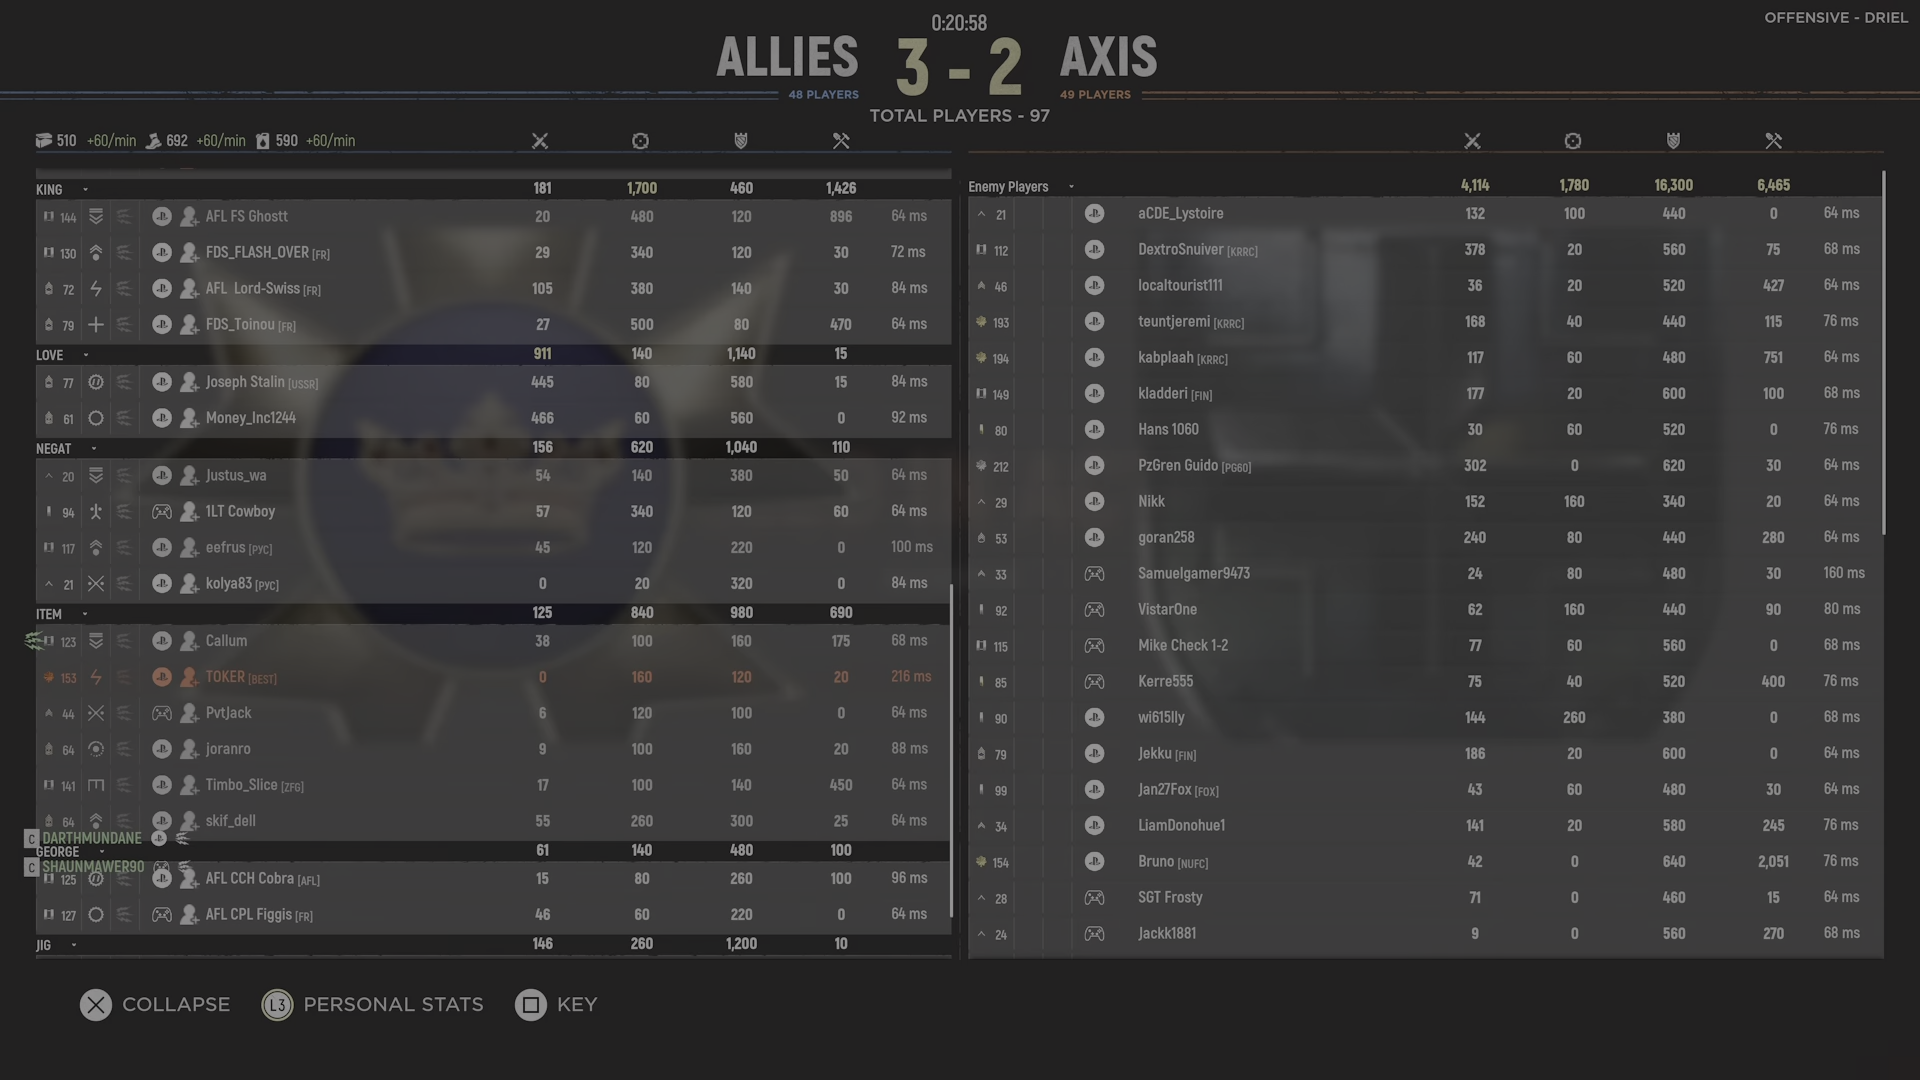 OFFENSIVE - DRIEL
0:20:58
ALLIES 3 - 2 AXIS
48 PLAYERS 49 PLAYERS
TOTAL PLAYERS - 97
510 +60/min 692 +60/min 590 +60/min
KING 181 1,700 460 1,426
144 AFL FS Ghostt 20 480 120 896 64 ms
130 FDS_FLASH_OVER [FR] 29 340 120 30 72 ms
72 AFL Lord-Swiss [FR] 105 380 140 30 84 ms
79 FDS_Toinou [FR] 27 500 80 470 64 ms
LOVE 911 140 1,140 15
77 Joseph Stalin [USSR] 445 80 580 15 84 ms
61 Money_Inc1244 466 60 560 0 92 ms
NEGAT 156 620 1,040 110
20 Justus_wa 54 140 380 50 64 ms
94 1LT Cowboy 57 340 120 60 64 ms
117 eefrus [РУС] 45 120 220 0 100 ms
21 kolya83 [РУС] 0 20 320 0 84 ms
ITEM 125 840 980 690
123 Callum 38 100 160 175 68 ms
153 TOKER [BEST] 0 160 120 20 216 ms
44 PvtJack 6 120 100 0 64 ms
64 joranro 9 100 160 20 88 ms
141 Timbo_Slice [ZFG] 17 100 140 450 64 ms
64 skif_dell 55 260 300 25 64 ms
C DARTHMUNDANE
GEORGE 61 140 480 100
C SHAUNMAWER90
125 AFL CCH Cobra [AFL] 15 80 260 100 96 ms
127 AFL CPL Figgis [FR] 46 60 220 0 64 ms
JIG 146 260 1,200 10
Enemy Players 4,114 1,780 16,300 6,465
21 aCDE_Lystoire 132 100 440 0 64 ms
112 DextroSnuiver [KRRC] 378 20 560 75 68 ms
46 localtourist111 36 20 520 427 64 ms
193 teuntjeremi [KRRC] 168 40 440 115 76 ms
194 kabplaah [KRRC] 117 60 480 751 64 ms
149 kladderi [FIN] 177 20 600 100 68 ms
80 Hans 1060 30 60 520 0 76 ms
212 PzGren Guido [PG60] 302 0 620 30 64 ms
29 Nikk 152 160 340 20 64 ms
53 goran258 240 80 440 280 64 ms
33 Samuelgamer9473 24 80 480 30 160 ms
92 VistarOne 62 160 440 90 80 ms
115 Mike Check 1-2 77 60 560 0 68 ms
85 Kerre555 75 40 520 400 76 ms
90 wi615lly 144 260 380 0 68 ms
79 Jekku [FIN] 186 20 600 0 64 ms
99 Jan27Fox [FOX] 43 60 480 30 64 ms
34 LiamDonohue1 141 20 580 245 76 ms
154 Bruno [NUFC] 42 0 640 2,051 76 ms
28 SGT Frosty 71 0 460 15 64 ms
24 Jackk1881 9 0 560 270 68 ms
COLLAPSE L3 PERSONAL STATS KEY